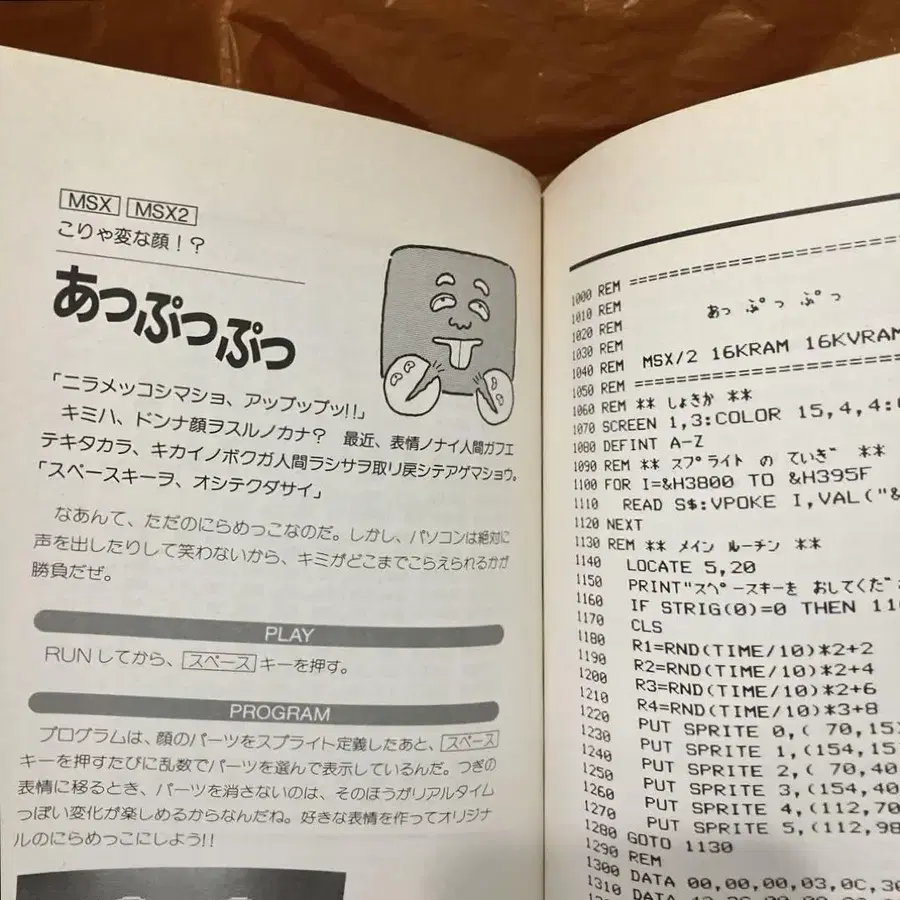 MSX MSX2
こりゃ変な顔！？
あっぷっぷっ
「ニラメッコシマショ、アップップッ!!」
キミハ、ドンナ顔ヲスルノカナ？ 最近、表情ノナイ人間ガフエ
テキタカラ、キカイノボクガ人間ラシサヲ取リ戻シテアゲマショウ。
「スペースキーヲ、オシテクダサイ」
なあんて、ただのにらめっこなのだ。しかし、パソコンは絶対に
声を出したりして笑わないから、キミがどこまでこらえられるかが
勝負だぜ。
PLAY
RUNしてから、スペースキーを押す。
PROGRAM
プログラムは、顔のパーツをスプライト定義したあと、スペース
キーを押すたびに乱数でパーツを選んで表示しているんだ。つぎの
表情に移るとき、パーツを消さないのは、そのほうがリアルタイム
っぽい変化が楽しめるからなんだね。好きな表情を作ってオリジナ
ルのにらめっこにしよう!!
1000 REM ==============================
1010 REM
1020 REM あっ ぷっ ぷっ
1030 REM
1040 REM MSX/2 16KRAM 16KVRAM
1050 REM ==============================
1060 REM ** しょきか **
1070 SCREEN 1,3:COLOR 15,4,4:
1080 DEFINT A-Z
1090 REM ** スプライト の ていぎ **
1100 FOR I=&H3800 TO &H395F
1110 READ S$:VPOKE I,VAL("&
1120 NEXT
1130 REM ** メイン ルーチン **
1140 LOCATE 5,20
1150 PRINT"スペースキーを おしてくだ
1160 IF STRIG(0)=0 THEN 11
1170 CLS
1180 R1=RND(TIME/10)*2+2
1190 R2=RND(TIME/10)*2+4
1200 R3=RND(TIME/10)*2+6
1210 R4=RND(TIME/10)*3+8
1220 PUT SPRITE 0,( 70,15)
1230 PUT SPRITE 1,(154,15)
1240 PUT SPRITE 2,( 70,40
1250 PUT SPRITE 3,(154,40
1260 PUT SPRITE 4,(112,70
1270 PUT SPRITE 5,(112,98
1280 GOTO 1130
1290 REM
1300 DATA 00,00,00,03,0C,30
1310 DATA